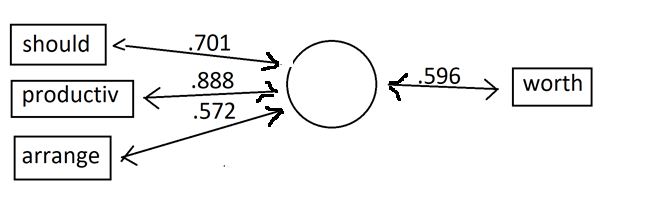 should
.701
productiv
.888
.572
arrange
.596
worth